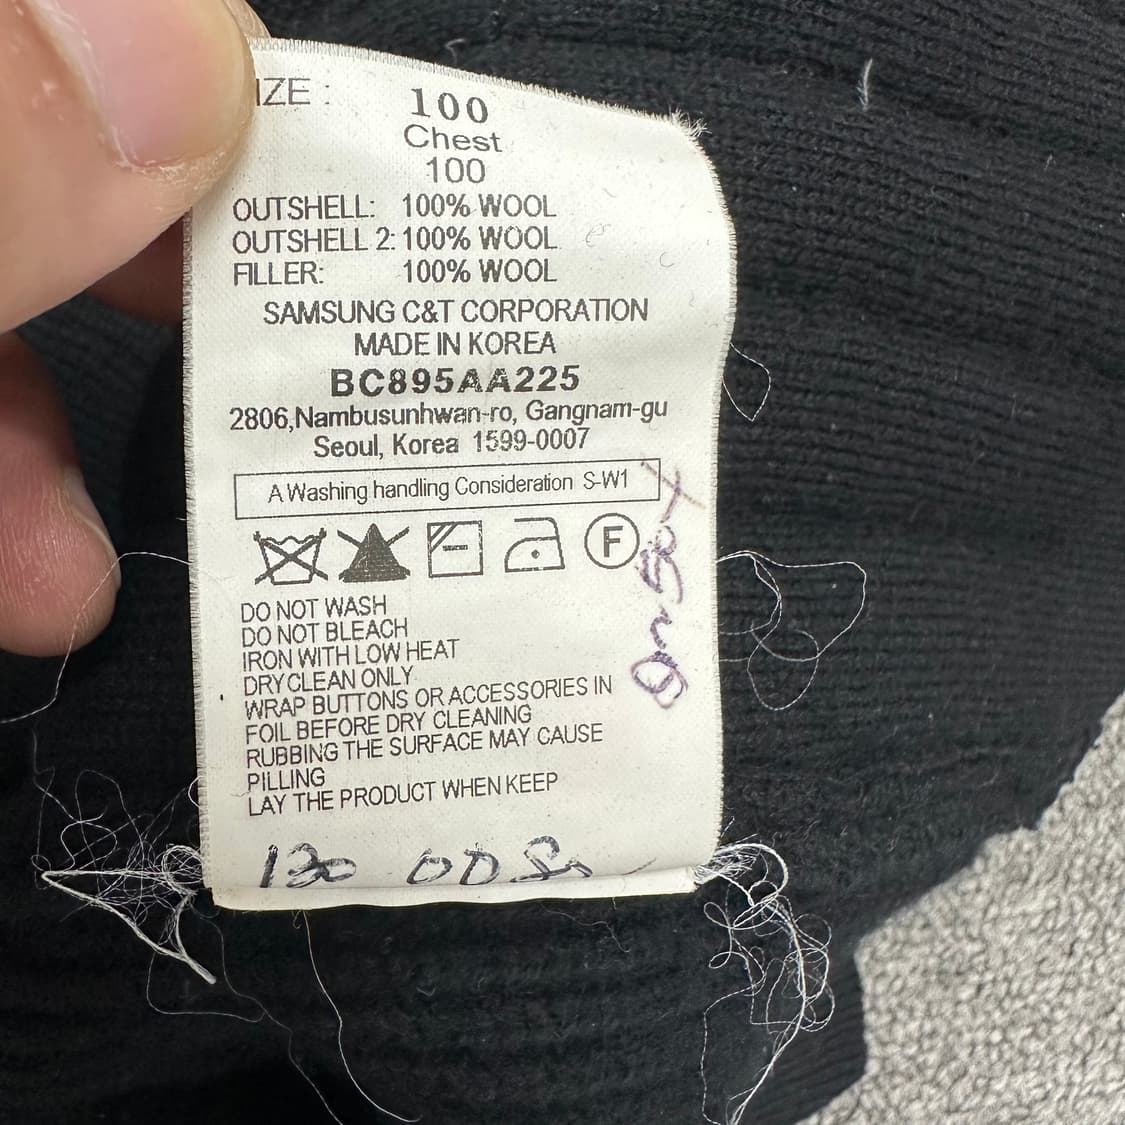 IZE : 100
Chest
100
OUTSHELL: 100% WOOL
OUTSHELL 2: 100% WOOL
FILLER: 100% WOOL
SAMSUNG C&T CORPORATION
MADE IN KOREA
BC895AA225
2806,Nambusunhwan-ro, Gangnam-gu
Seoul, Korea 1599-0007
A Washing handling Consideration S-W1
F
DO NOT WASH
DO NOT BLEACH
IRON WITH LOW HEAT
DRY CLEAN ONLY
WRAP BUTTONS OR ACCESSORIES IN
FOIL BEFORE DRY CLEANING
RUBBING THE SURFACE MAY CAUSE
PILLING
LAY THE PRODUCT WHEN KEEP